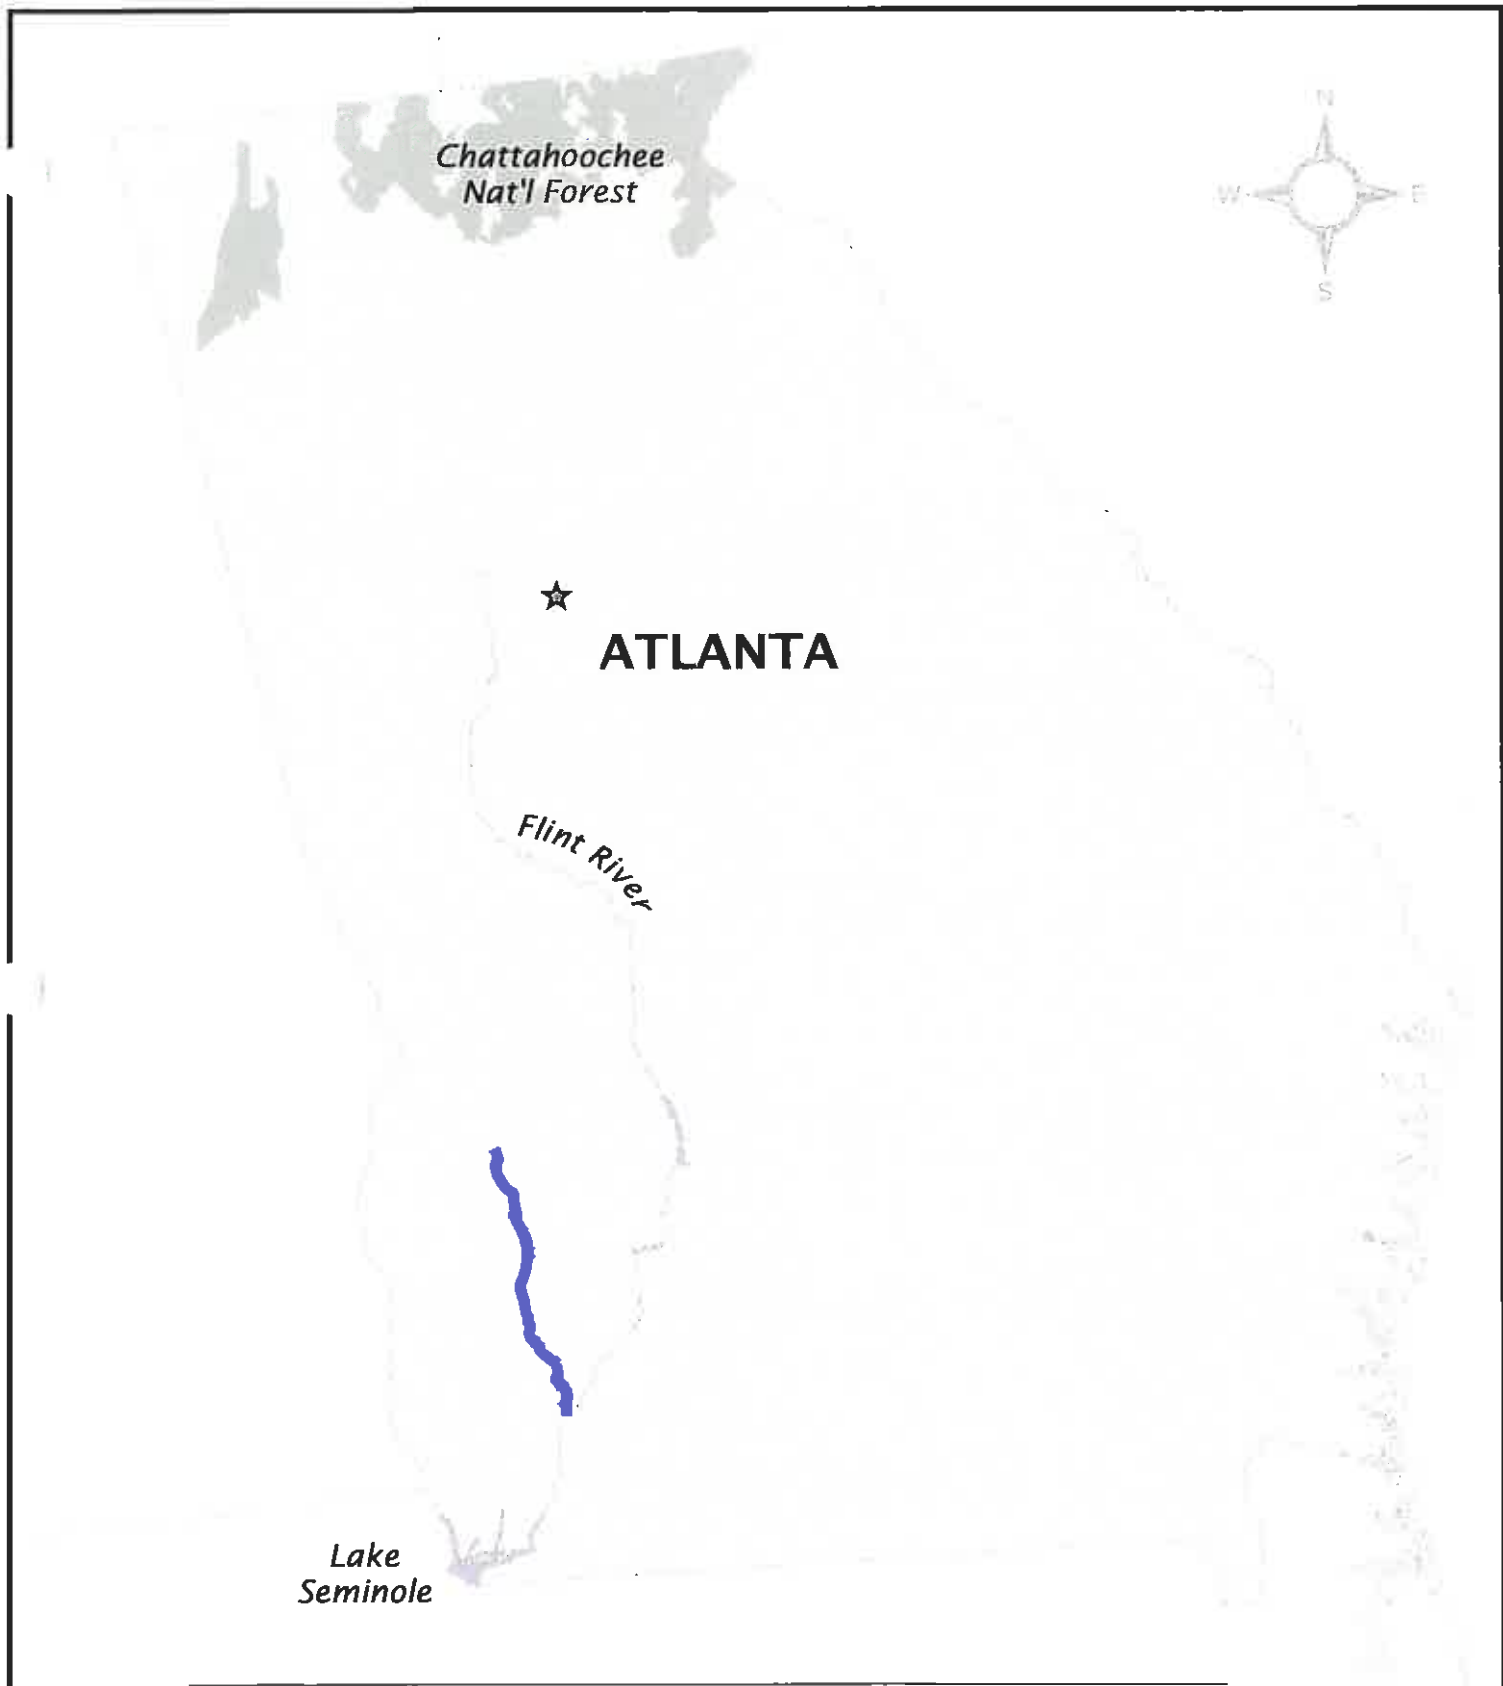 Chattahoochee
Nat'l Forest
N
W
E
S
ATLANTA
Flint River
Lake
Seminole